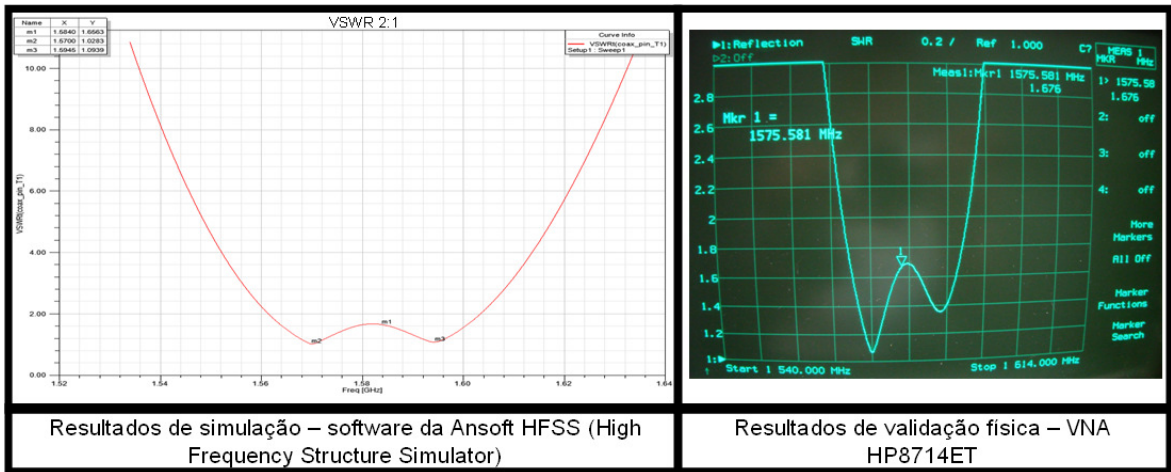 VSWR 2:1
Name X Y
m1 1.5840 1.6563
m2 1.5700 1.0283
m3 1.5945 1.0939
Curve Info
VSWRt(coax_pin_T1)
Setup1 : Sweep1
VSWRt(coax_pin_T1)
10.00
8.00
6.00
4.00
2.00
0.00
m2
m1
m3
1.52
1.54
1.56
1.58
1.60
1.62
1.64
Freq [GHz]
▶1:Reflection SWR 0.2 / Ref 1.000 C?
▷2:Off
MEAS 1
MKR MHz
Meas1:Mkr1 1575.581 MHz
1.676
1> 1575.58
1.676
Mkr 1 =
1575.581 MHz
2: off
3: off
4: off
More
Markers
All Off
Marker
Functions
Marker
Search
2.8
2.6
2.4
2.2
2
1.8
1.6
1.4
1.2
1:▶
1
Start 1 540.000 MHz
Stop 1 614.000 MHz
Resultados de simulação – software da Ansoft HFSS (High
Frequency Structure Simulator)
Resultados de validação física – VNA
HP8714ET